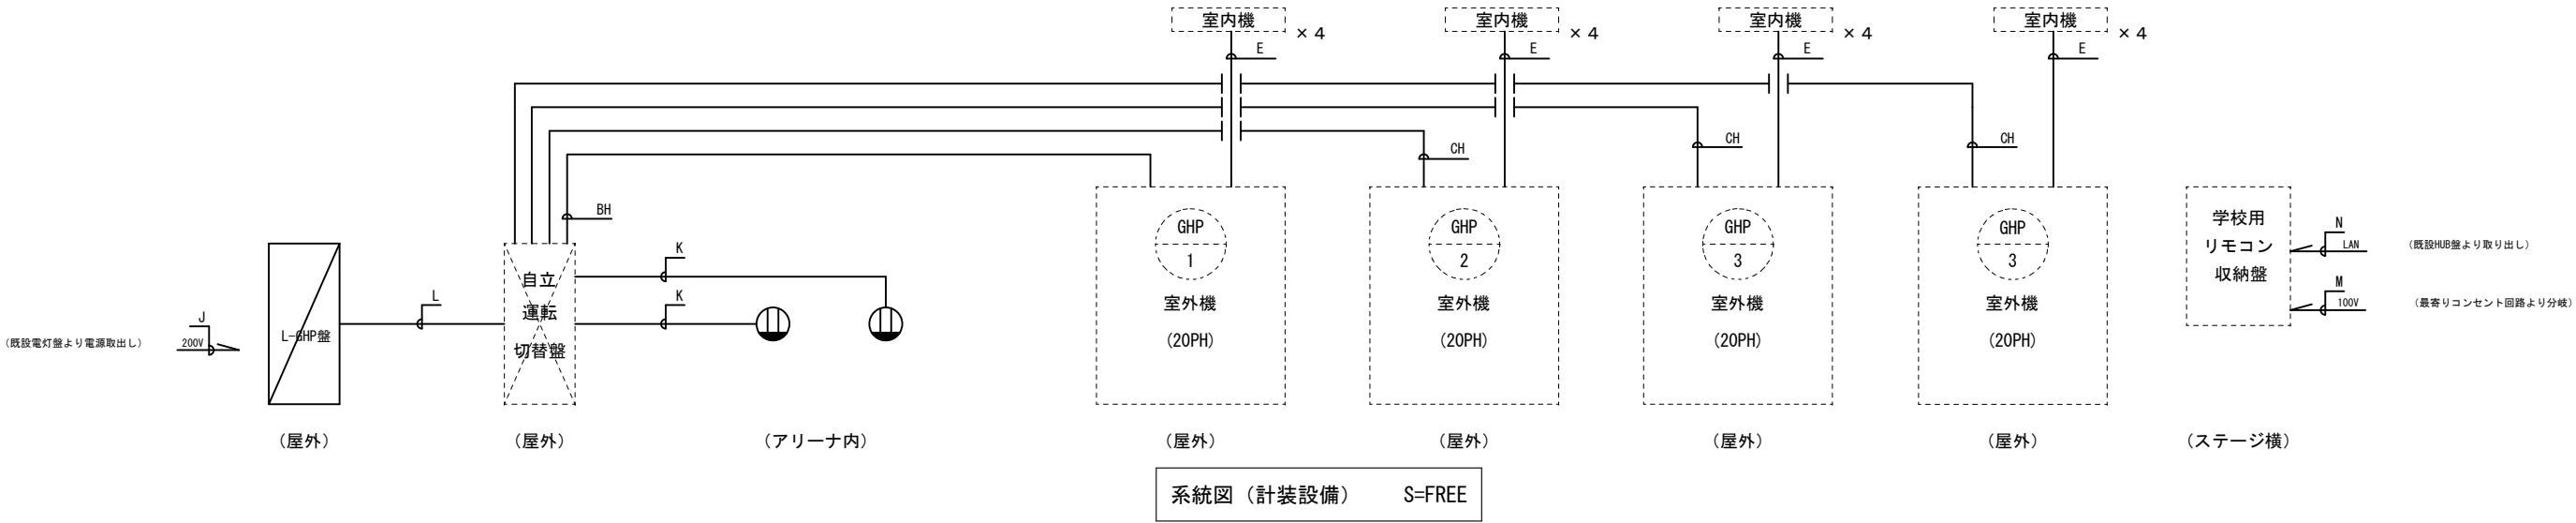 室内機
× 4
室内機
× 4
室内機
× 4
室内機
× 4
E
E
E
E
CH
CH
CH
BH
K
K
L
J
200V
（既設電灯盤より電源取出し）
L-GHP盤
自立
運転
切替盤
GHP
1
室外機
(20PH)
GHP
2
室外機
(20PH)
GHP
3
室外機
(20PH)
GHP
3
室外機
(20PH)
学校用
リモコン
収納盤
N
LAN
（既設HUB盤より取り出し）
M
100V
（最寄りコンセント回路より分岐）
（屋外）
（屋外）
（アリーナ内）
（屋外）
（屋外）
（屋外）
（屋外）
（ステージ横）
系統図（計装設備） S=FREE